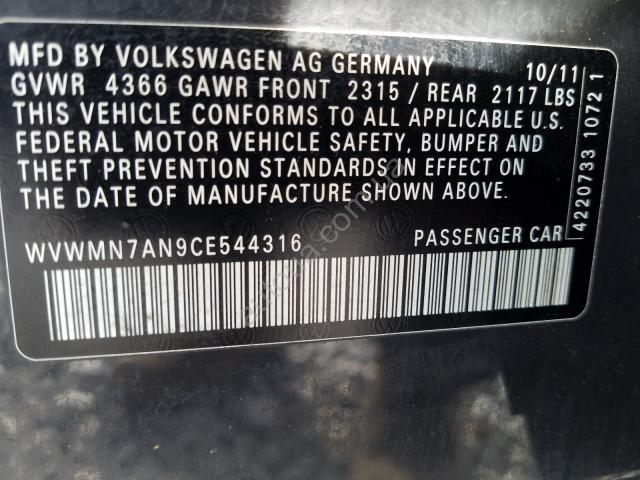 MFD BY VOLKSWAGEN AG GERMANY 10/11
GVWR 4366 GAWR FRONT 2315 / REAR 2117 LBS
THIS VEHICLE CONFORMS TO ALL APPLICABLE U.S.
FEDERAL MOTOR VEHICLE SAFETY, BUMPER AND
THEFT PREVENTION STANDARDS IN EFFECT ON
THE DATE OF MANUFACTURE SHOWN ABOVE.
WVWMN7AN9CE544316 PASSENGER CAR
4220733 1072 1